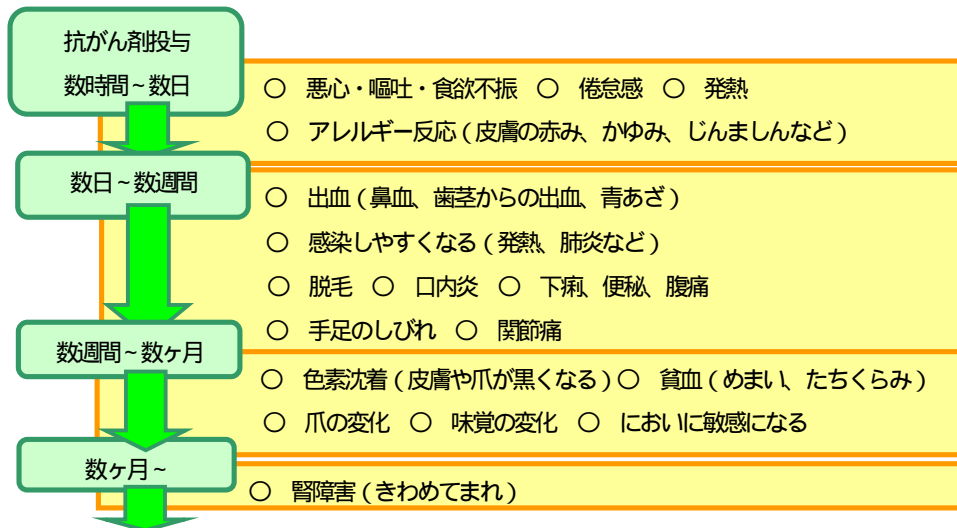 抗がん剤投与
数時間～数日
○ 悪心・嘔吐・食欲不振 ○ 倦怠感 ○ 発熱
○ アレルギー反応（皮膚の赤み、かゆみ、じんましんなど）
数日～数週間
○ 出血（鼻血、歯茎からの出血、青あざ）
○ 感染しやすくなる（発熱、肺炎など）
○ 脱毛 ○ 口内炎 ○ 下痢、便秘、腹痛
○ 手足のしびれ ○ 関節痛
数週間～数ヶ月
○ 色素沈着（皮膚や爪が黒くなる）○ 貧血（めまい、たちくらみ）
○ 爪の変化 ○ 味覚の変化 ○ においに敏感になる
数ヶ月～
○ 腎障害（きわめてまれ）